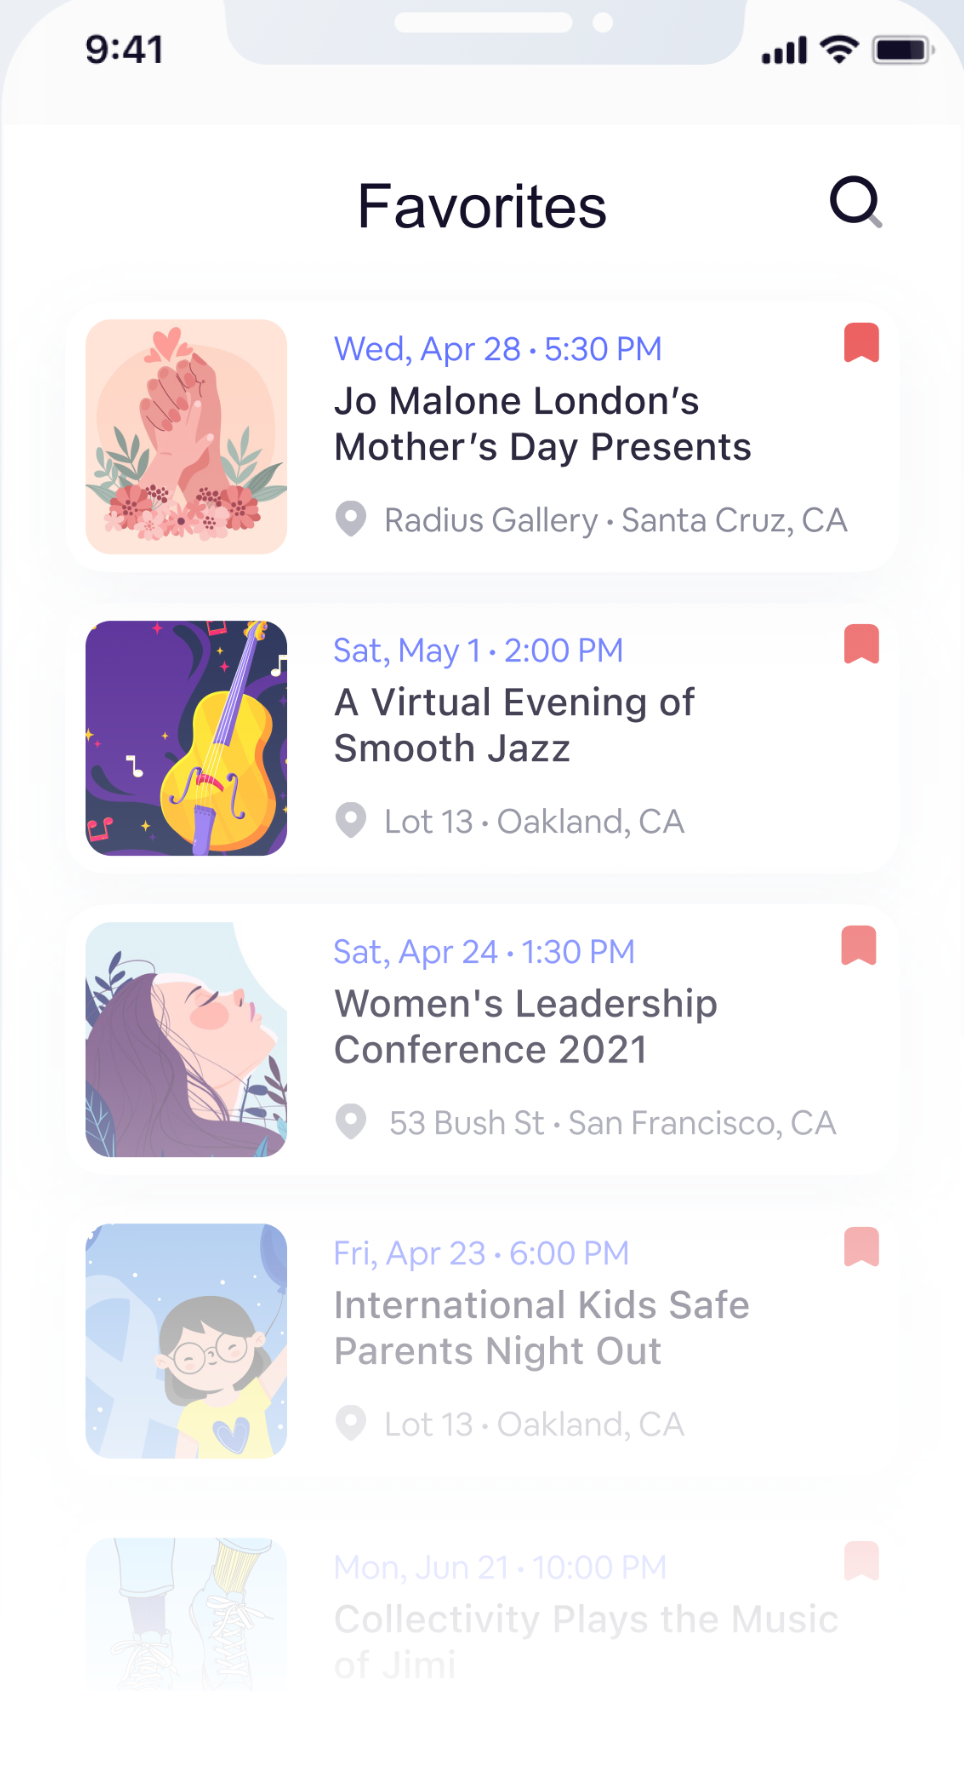 9:41
Favorites
Wed, Apr 28 • 5:30 PM
Jo Malone London’s
Mother’s Day Presents
Radius Gallery • Santa Cruz, CA
Sat, May 1 • 2:00 PM
A Virtual Evening of
Smooth Jazz
Lot 13 • Oakland, CA
Sat, Apr 24 • 1:30 PM
Women's Leadership
Conference 2021
53 Bush St • San Francisco, CA
Fri, Apr 23 • 6:00 PM
International Kids Safe
Parents Night Out
Lot 13 • Oakland, CA
Mon, Jun 21 • 10:00 PM
Collectivity Plays the Music
of Jimi